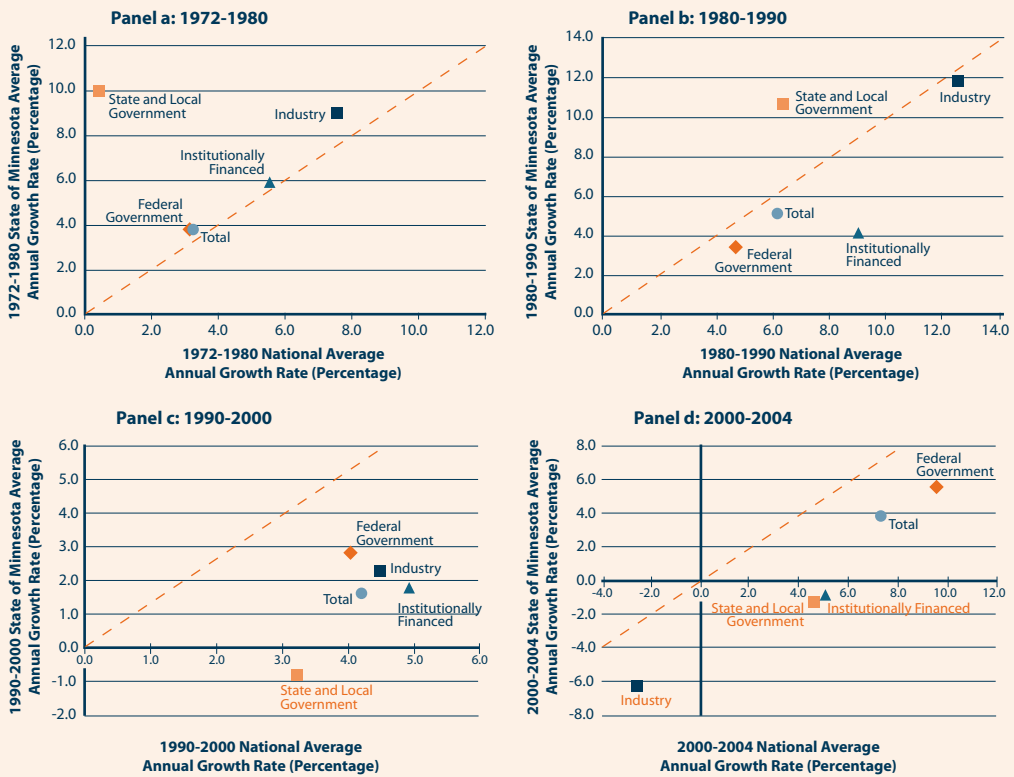 Panel a: 1972-1980
1972-1980 State of Minnesota Average
Annual Growth Rate (Percentage)
12.0
10.0
8.0
6.0
4.0
2.0
0.0
State and Local
Government
Industry
Institutionally
Financed
Federal
Government
Total
0.0 2.0 4.0 6.0 8.0 10.0 12.0
1972-1980 National Average
Annual Growth Rate (Percentage)
Panel b: 1980-1990
1980-1990 State of Minnesota Average
Annual Growth Rate (Percentage)
14.0
12.0
10.0
8.0
6.0
4.0
2.0
0.0
Industry
State and Local
Government
Total
Institutionally
Financed
Federal
Government
0.0 2.0 4.0 6.0 8.0 10.0 12.0 14.0
1980-1990 National Average
Annual Growth Rate (Percentage)
Panel c: 1990-2000
1990-2000 State of Minnesota Average
Annual Growth Rate (Percentage)
6.0
5.0
4.0
3.0
2.0
1.0
0.0
-1.0
-2.0
Federal
Government
Industry
Total
Institutionally
Financed
0.0 1.0 2.0 3.0 4.0 5.0 6.0
State and Local
Government
1990-2000 National Average
Annual Growth Rate (Percentage)
Panel d: 2000-2004
2000-2004 State of Minnesota Average
Annual Growth Rate (Percentage)
8.0
6.0
4.0
2.0
0.0
-2.0
-4.0
-6.0
-8.0
Federal
Government
Total
-4.0 -2.0 0.0 2.0 4.0 6.0 8.0 10.0 12.0
State and Local
Government
Institutionally Financed
Industry
2000-2004 National Average
Annual Growth Rate (Percentage)